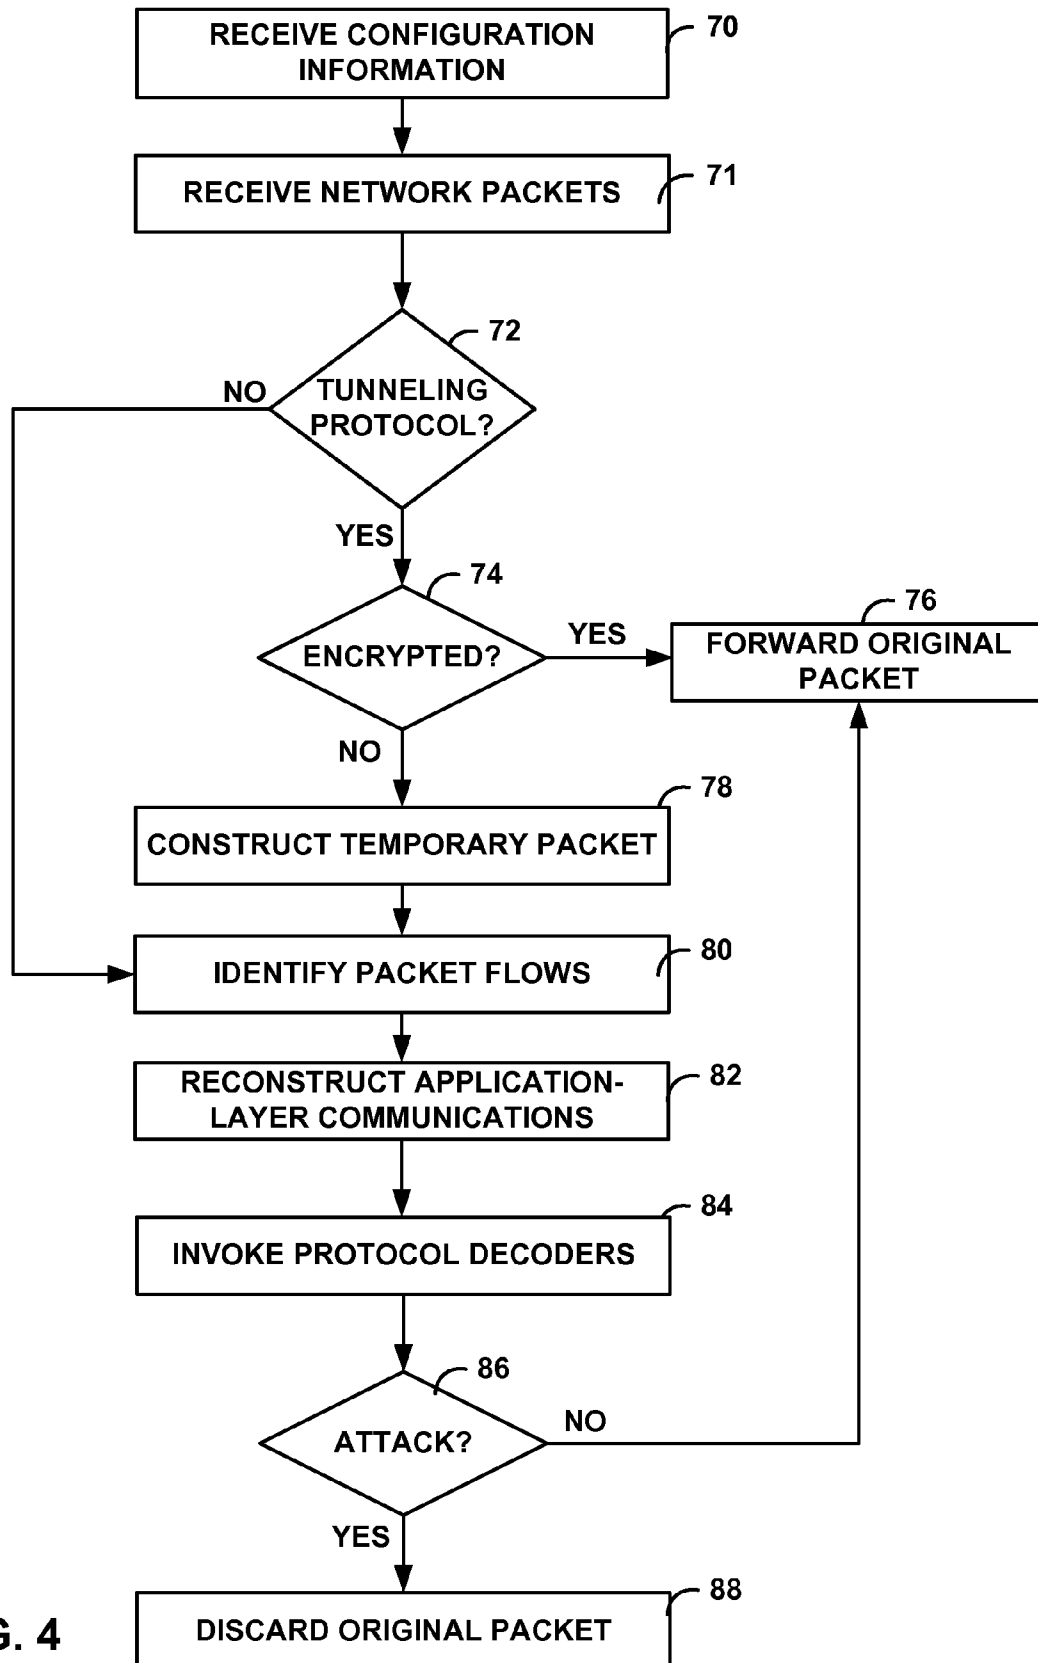 RECEIVE CONFIGURATION
INFORMATION
70
RECEIVE NETWORK PACKETS
71
72
TUNNELING
PROTOCOL?
NO
YES
74
ENCRYPTED?
YES
76
FORWARD ORIGINAL
PACKET
NO
78
CONSTRUCT TEMPORARY PACKET
80
IDENTIFY PACKET FLOWS
RECONSTRUCT APPLICATION-
LAYER COMMUNICATIONS
82
84
INVOKE PROTOCOL DECODERS
86
ATTACK?
NO
YES
88
DISCARD ORIGINAL PACKET
G. 4